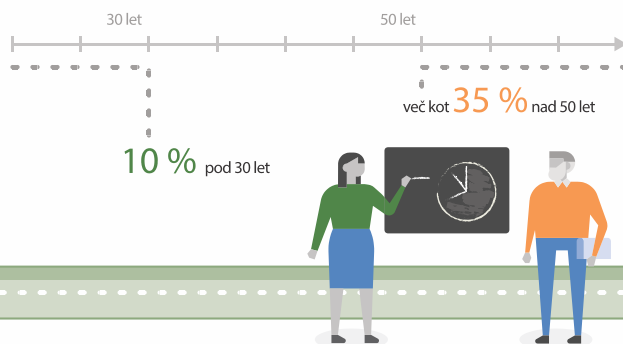 30 let
50 let
več kot 35 % nad 50 let
10 % pod 30 let